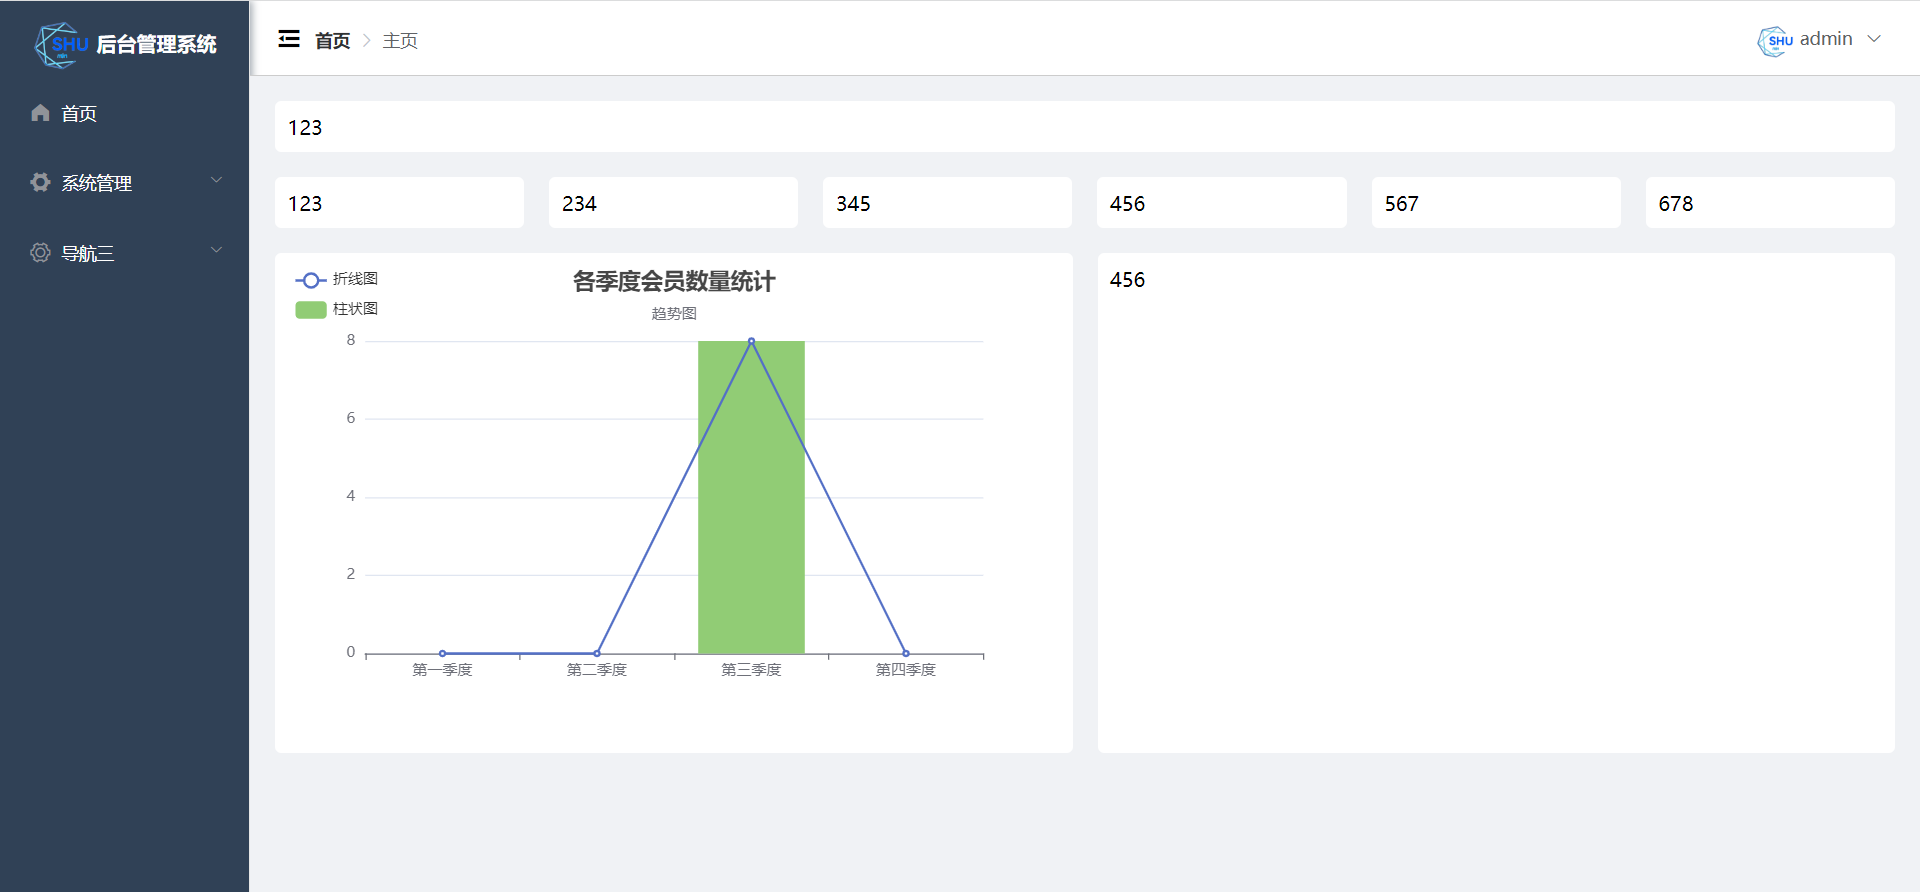 SHU
min
后台管理系统
首页
系统管理
导航三
首页 主页
SHU
admin
123
123 234 345 456 567 678
折线图
柱状图
各季度会员数量统计
趋势图
8
6
4
2
0
第一季度 第二季度 第三季度 第四季度
456